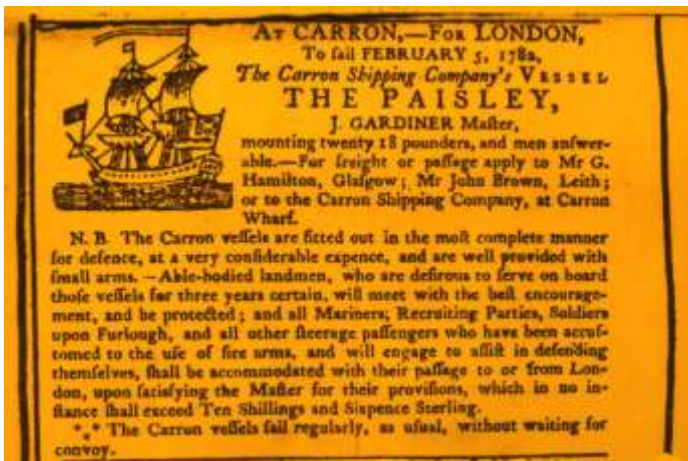 AT CARRON,—FOR LONDON,
To ſail FEBRUARY 5, 1782,
The Carron Shipping Company's VESSEL
THE PAISLEY,
J. GARDINER Maſter,
mounting twenty 18 pounders, and men anſwer-
able.—For freight or paſſage apply to Mr G.
Hamilton, Glaſgow; Mr John Brown, Leith;
or to the Carron Shipping Company, at Carron
Wharf.
N. B. The Carron veſſels are fitted out in the moſt complete manner
for defence, at a very conſiderable expence, and are well provided with
ſmall arms.—Able-bodied landmen, who are deſirous to ſerve on board
thoſe veſſels for three years certain, will meet with the beſt encourage-
ment, and be protected; and all Mariners; Recruiting Parties, Soldiers
upon Furlough, and all other ſteerage paſſengers who have been accuſ-
tomed to the uſe of fire arms, and will engage to aſſiſt in defending
themſelves, ſhall be accommodated with their paſſage to or from Lon-
don, upon ſatisfying the Maſter for their proviſions, which in no in-
ſtance ſhall exceed Ten Shillings and Sixpence Sterling.
*⁎* The Carron veſſels ſail regularly, as uſual, without waiting for
convoy.